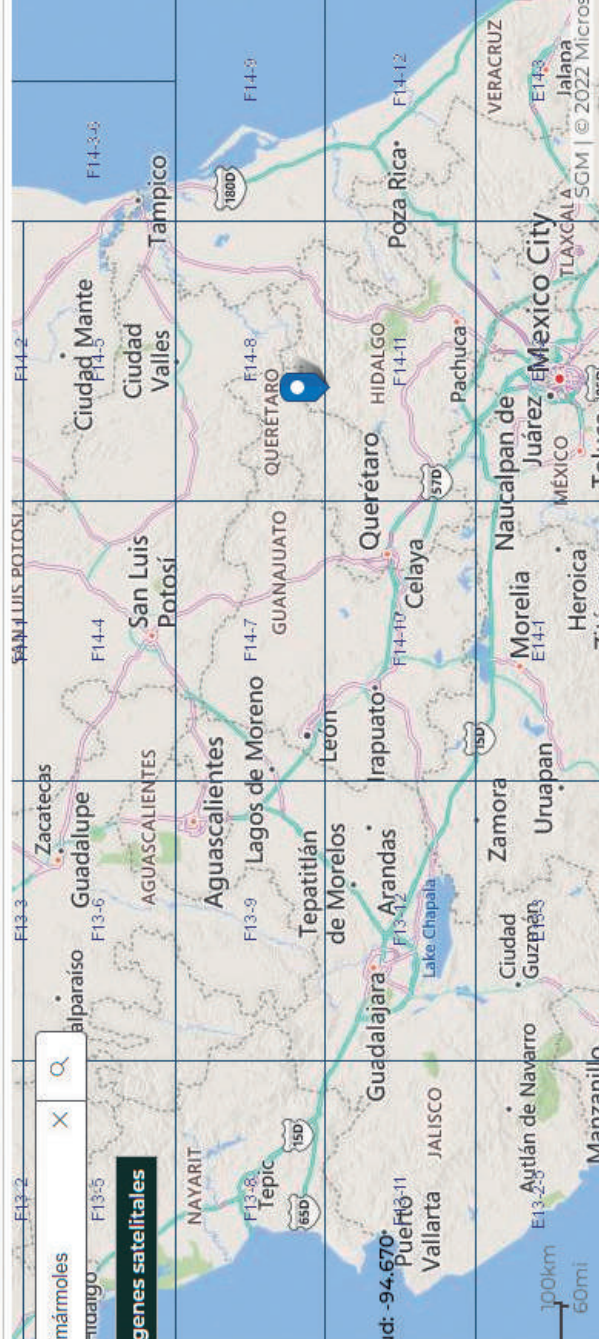 mármoles
genes satelitales
Hidalgo
F13-2
F13-3
SAN LUIS POTOSÍ
F14-2
F13-5
alparaíso
F13-6
Guadalupe
Zacatecas
F14-4
Ciudad Mante
F14-5
F14-3-6
AGUASCALIENTES
San Luis
Potosí
Ciudad
Valles
Tampico
NAYARIT
Aguascalientes
180D
F13-8
Tepic
F13-9
Lagos de Moreno
F14-7
GUANAJUATO
QUERÉTARO
F14-8
F14-9
15D
65D
Tepatitlán
de Morelos
León
ud: -94.670°
Puerto
Vallarta
F13-11
Guadalajara
Arandas
F13-12
Irapuato
F14-10
Celaya
Querétaro
HIDALGO
F14-11
Poza Rica
F14-12
JALISCO
Lake Chapala
57D
Pachuca
15D
Zamora
Morelia
Naucalpan de
Juárez
Mexico City
VERACRUZ
Autlán de Navarro
E13-2-5
Ciudad
Guzmán
Uruapan
E14-1
MÉXICO
TLAXCALA
E14-3
Jalapa
Heroica
Manzanillo
100km
60mi
SGM | © 2022 Micros